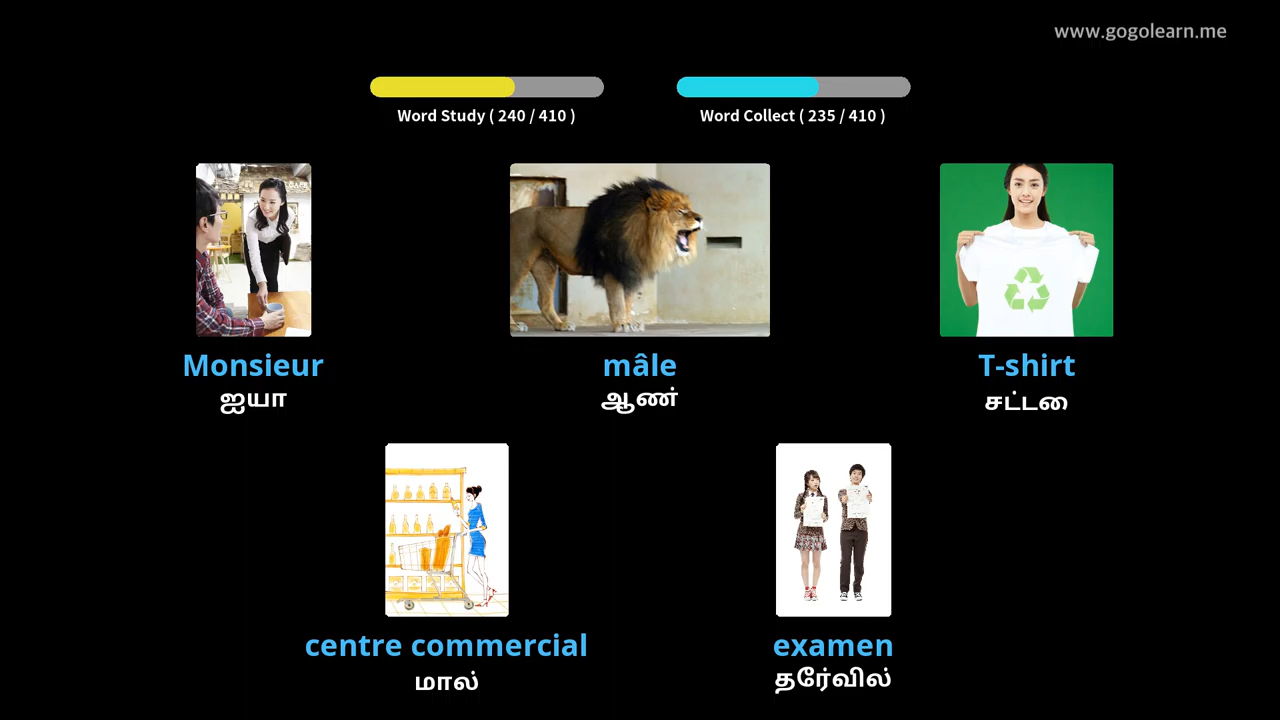 www.gogolearn.me
Word Study ( 240 / 410 )
Word Collect ( 235 / 410 )
Monsieur
ஐயா
mâle
ஆண்
T-shirt
சட்டை
centre commercial
மால்
examen
தேர்வில்